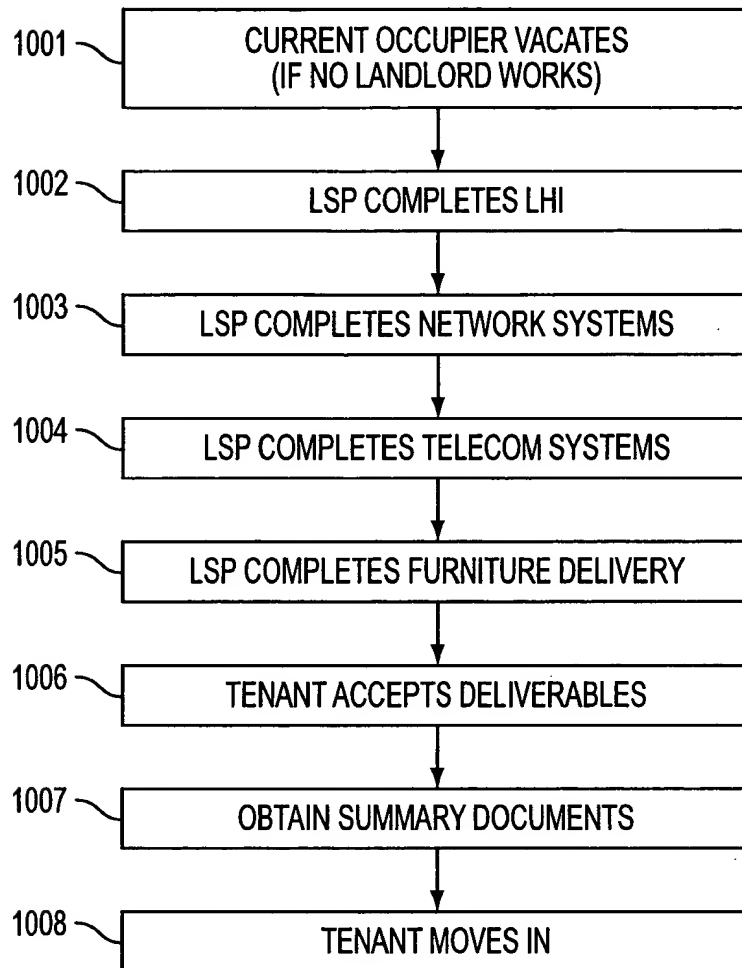 1001
CURRENT OCCUPIER VACATES
(IF NO LANDLORD WORKS)
1002
LSP COMPLETES LHI
1003
LSP COMPLETES NETWORK SYSTEMS
1004
LSP COMPLETES TELECOM SYSTEMS
1005
LSP COMPLETES FURNITURE DELIVERY
1006
TENANT ACCEPTS DELIVERABLES
1007
OBTAIN SUMMARY DOCUMENTS
1008
TENANT MOVES IN